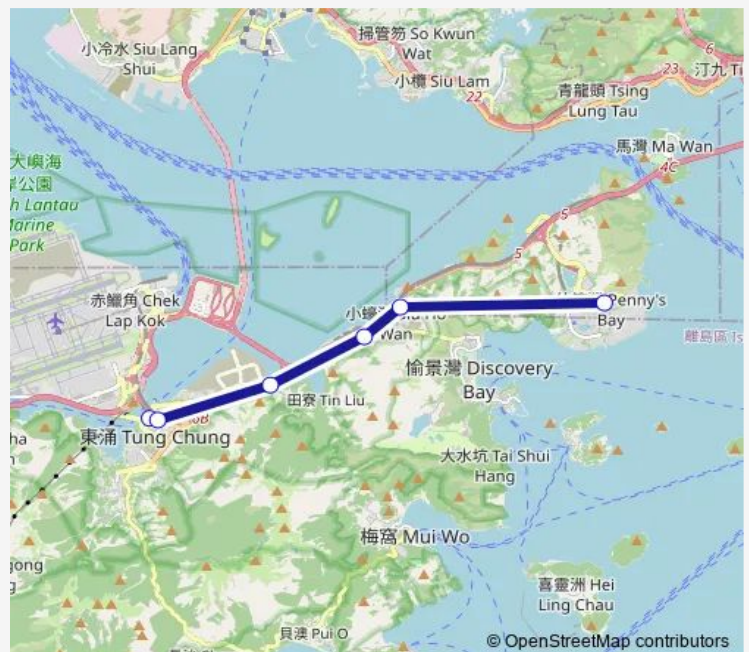 掃管笏 So Kwun
Wat
小冷水 Siu Lang
Shui
小欖 Siu Lam
22
青龍頭 Tsing
Lung Tau
23
6
汀九 Ti
馬灣 Ma Wan
4C
大嶼海
岸公園
h Lantau
Marine
Park
5
5
赤鱲角 Chek
Lap Kok
小蠔
Wan
Penny's
Bay
離島區 Is
愉景灣 Discovery
Bay
田寮 Tin Liu
東涌 Tung Chung
大水坑 Tai Shui
Hang
梅窩 Mui Wo
喜靈洲 Hei
Ling Chau
貝澳 Pui O
© OpenStreetMap contributors